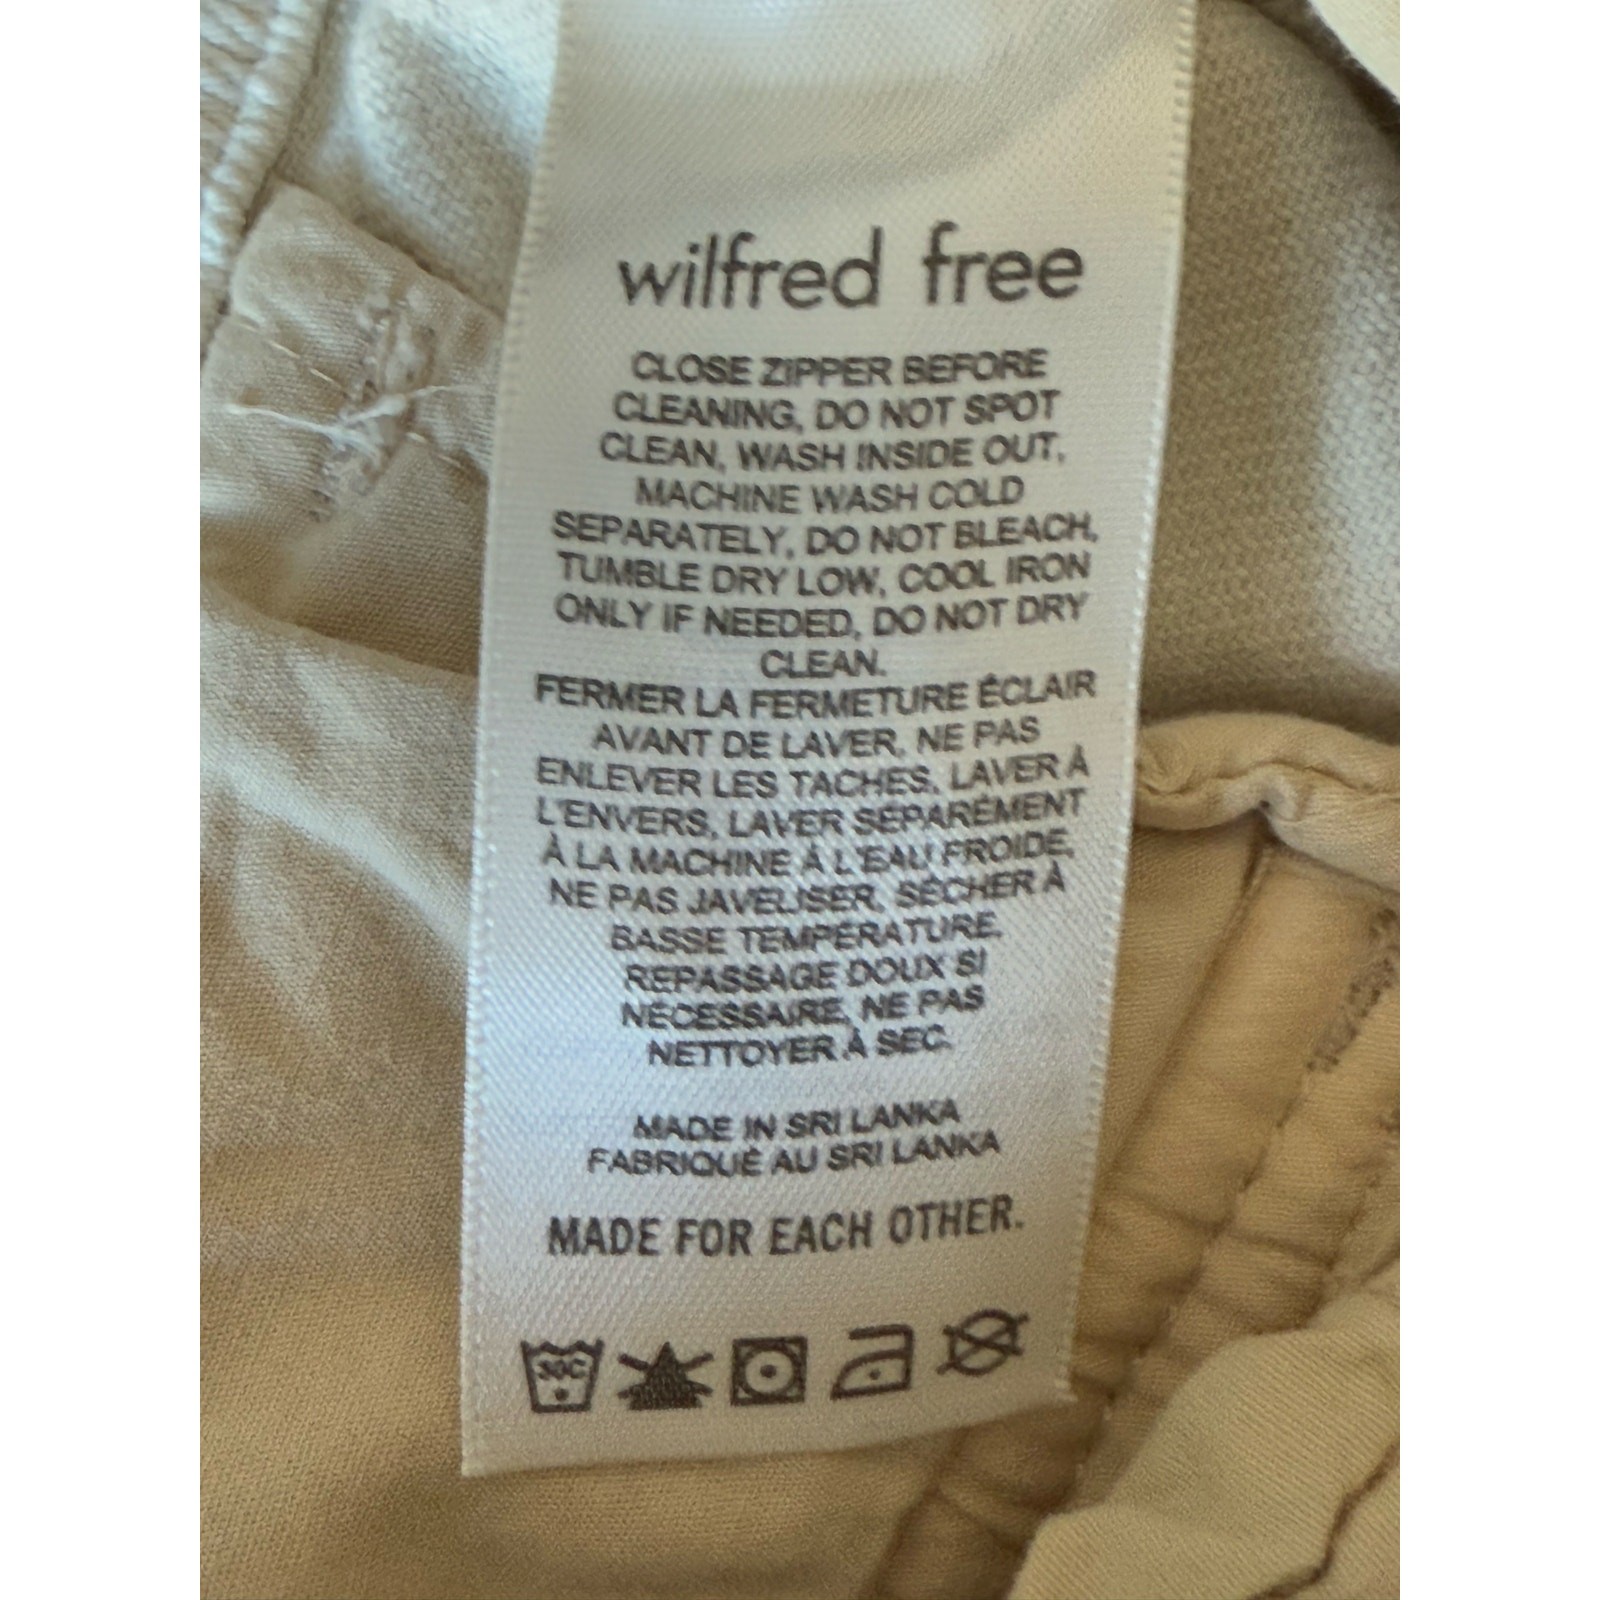 wilfred free
CLOSE ZIPPER BEFORE
CLEANING, DO NOT SPOT
CLEAN, WASH INSIDE OUT,
MACHINE WASH COLD
SEPARATELY, DO NOT BLEACH,
TUMBLE DRY LOW, COOL IRON
ONLY IF NEEDED, DO NOT DRY
CLEAN.
FERMER LA FERMETURE ÉCLAIR
AVANT DE LAVER, NE PAS
ENLEVER LES TACHES, LAVER À
L'ENVERS, LAVER SÉPARÉMENT
À LA MACHINE À L'EAU FROIDE,
NE PAS JAVELISER, SÉCHER À
BASSE TEMPÉRATURE,
REPASSAGE DOUX SI
NÉCESSAIRE, NE PAS
NETTOYER À SEC.
MADE IN SRI LANKA
FABRIQUÉ AU SRI LANKA
MADE FOR EACH OTHER.
30C